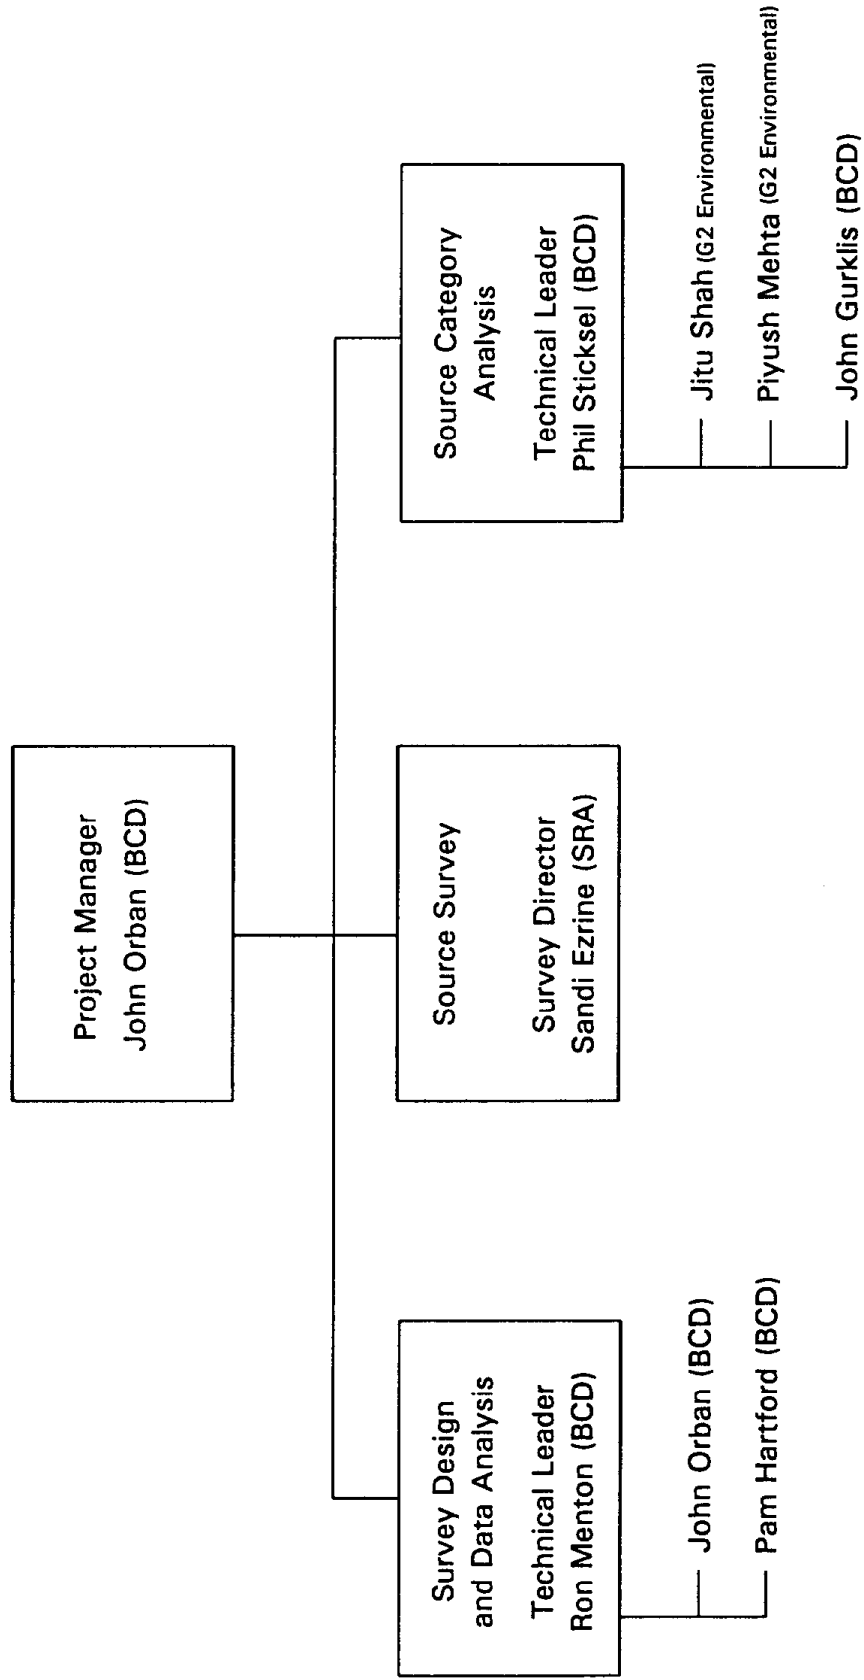 Project Manager
John Orban (BCD)
Survey Design
and Data Analysis
Technical Leader
Ron Menton (BCD)
John Orban (BCD)
Pam Hartford (BCD)
Source Survey
Survey Director
Sandi Ezrine (SRA)
Source Category
Analysis
Technical Leader
Phil Sticksel (BCD)
Jitu Shah (G2 Environmental)
Piyush Mehta (G2 Environmental)
John Gurklis (BCD)